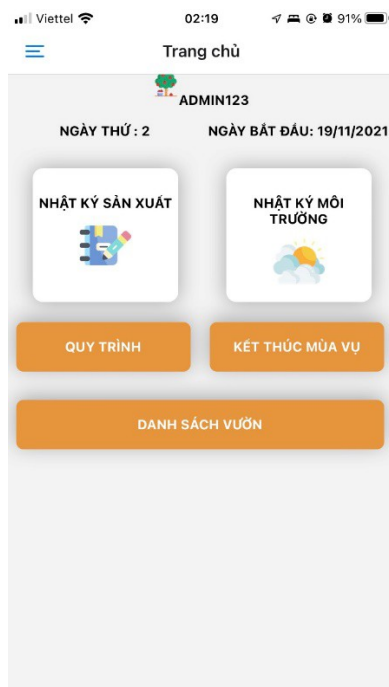 Viettel 02:19 91%
Trang chủ
ADMIN123
NGÀY THỨ : 2 NGÀY BẮT ĐẦU: 19/11/2021
NHẬT KÝ SẢN XUẤT
NHẬT KÝ MÔI
TRƯỜNG
QUY TRÌNH KẾT THÚC MÙA VỤ
DANH SÁCH VƯỜN